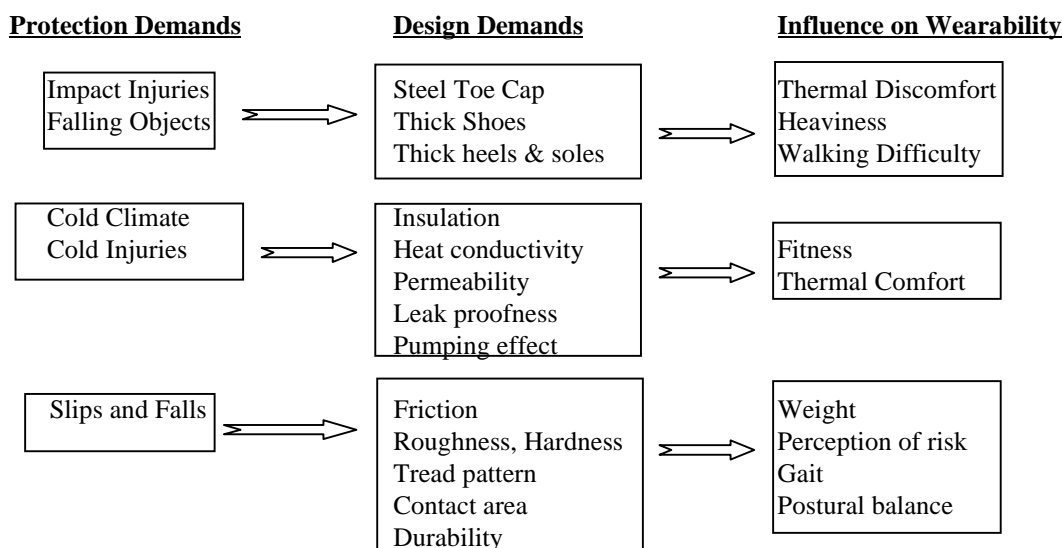 Protection Demands
Design Demands
Influence on Wearability
Impact Injuries
Falling Objects
Steel Toe Cap
Thick Shoes
Thick heels & soles
Thermal Discomfort
Heaviness
Walking Difficulty
Cold Climate
Cold Injuries
Insulation
Heat conductivity
Permeability
Leak proofness
Pumping effect
Fitness
Thermal Comfort
Slips and Falls
Friction
Roughness, Hardness
Tread pattern
Contact area
Durability
Weight
Perception of risk
Gait
Postural balance